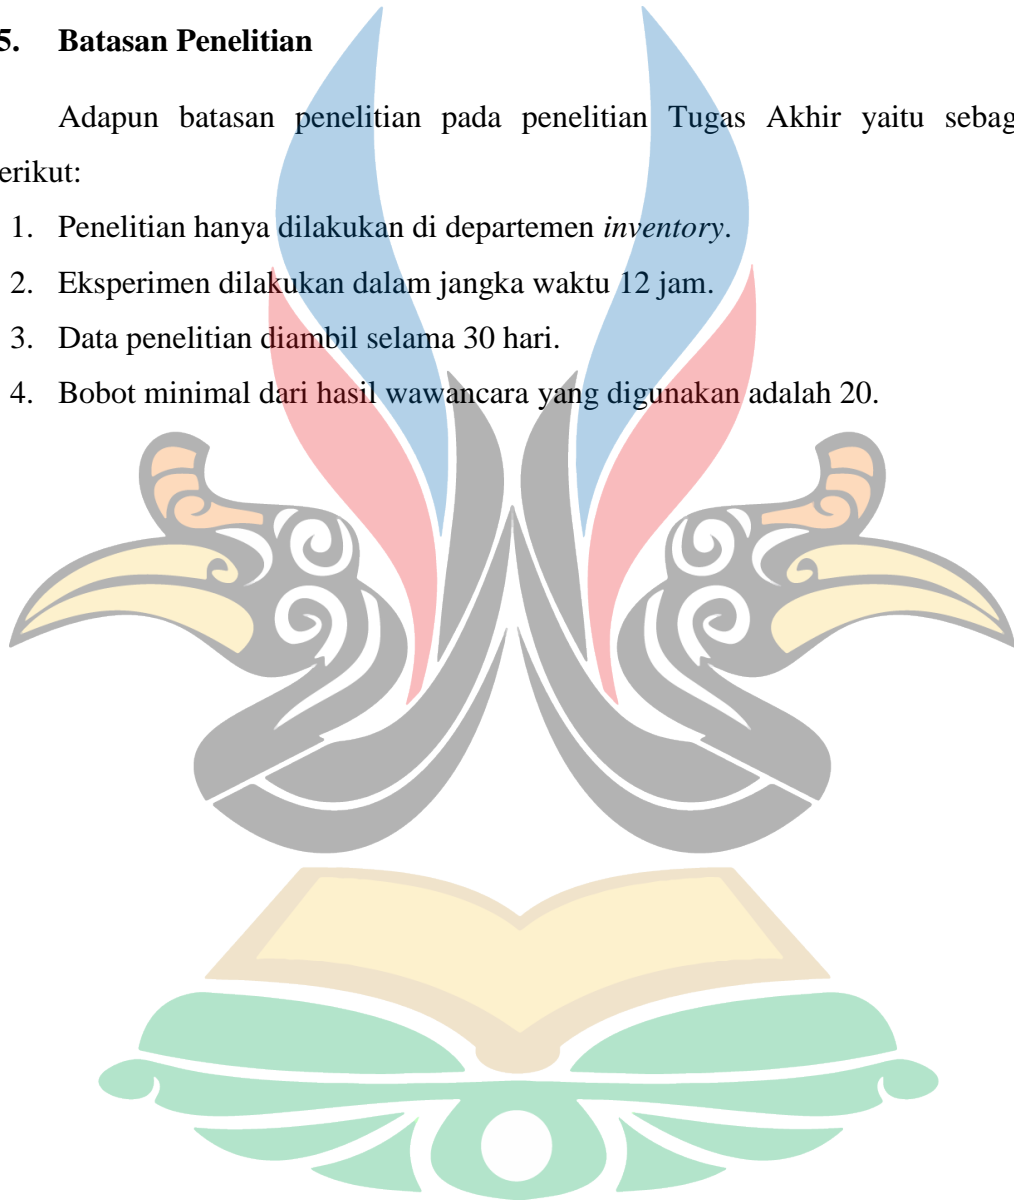 5. Batasan Penelitian
Adapun batasan penelitian pada penelitian Tugas Akhir yaitu sebag
erikut:
1. Penelitian hanya dilakukan di departemen inventory.
2. Eksperimen dilakukan dalam jangka waktu 12 jam.
3. Data penelitian diambil selama 30 hari.
4. Bobot minimal dari hasil wawancara yang digunakan adalah 20.